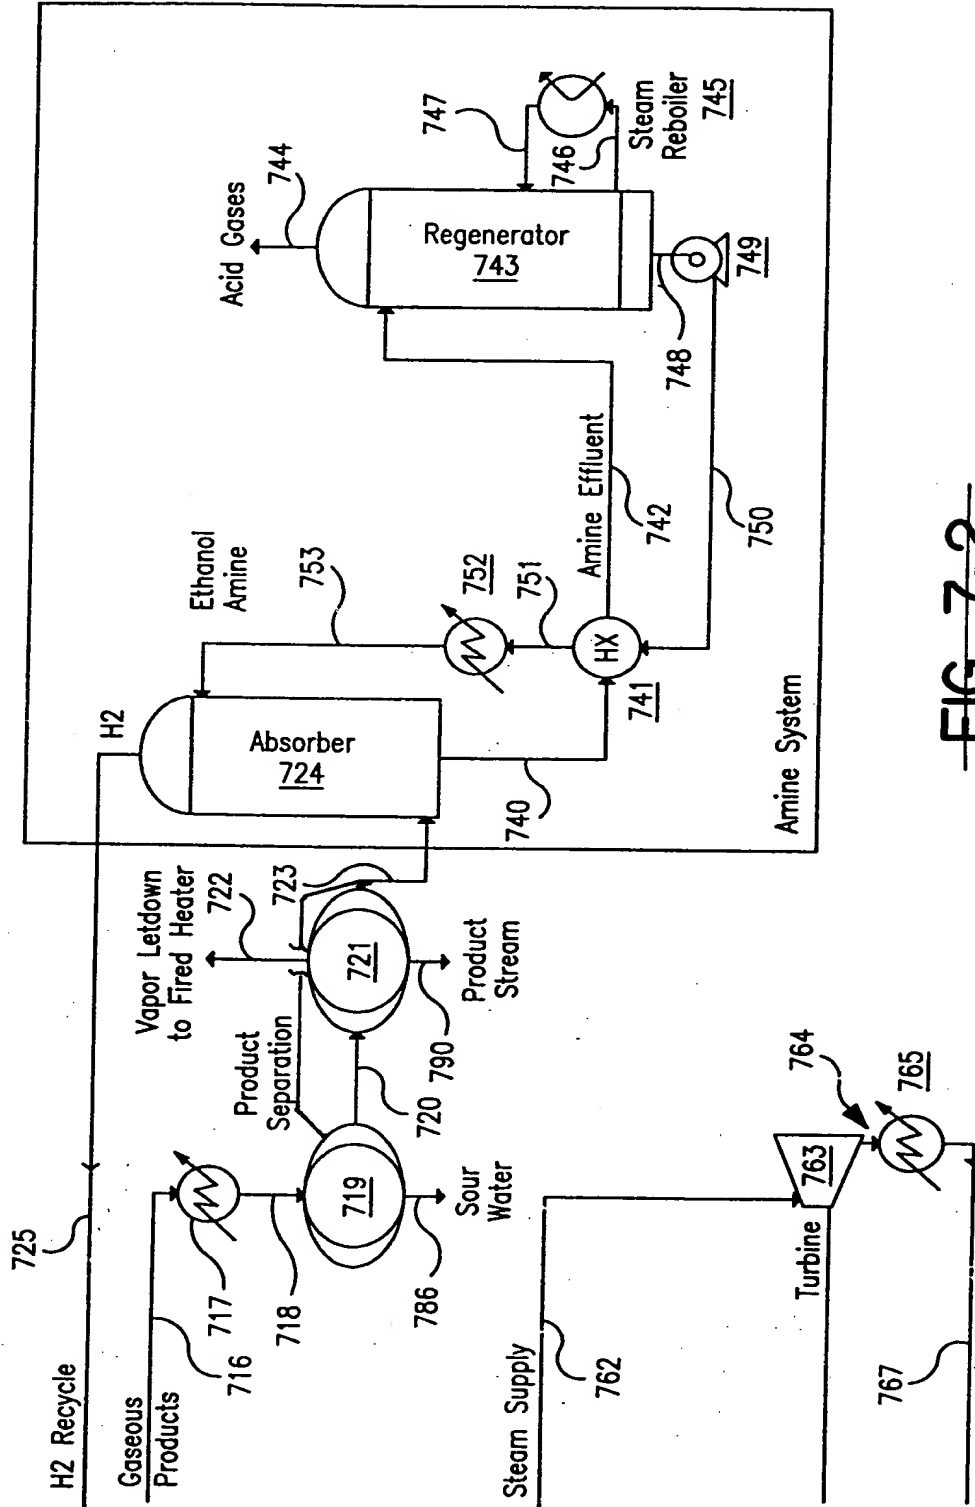 H2 Recycle
725
H2
Gaseous
Products
716
717
718
719
786
Sour
Water
Product
Separation
720
721
Vapor Letdown
to Fired Heater
722
723
790
Product
Stream
Absorber
724
740
Ethanol
Amine
753
752
751
HX
741
Amine Effluent
742
750
Acid Gases
744
Regenerator
743
747
746
Steam
Reboiler
745
748
749
Amine System
Steam Supply
762
Turbine
763
764
765
767
FIG. 7.2